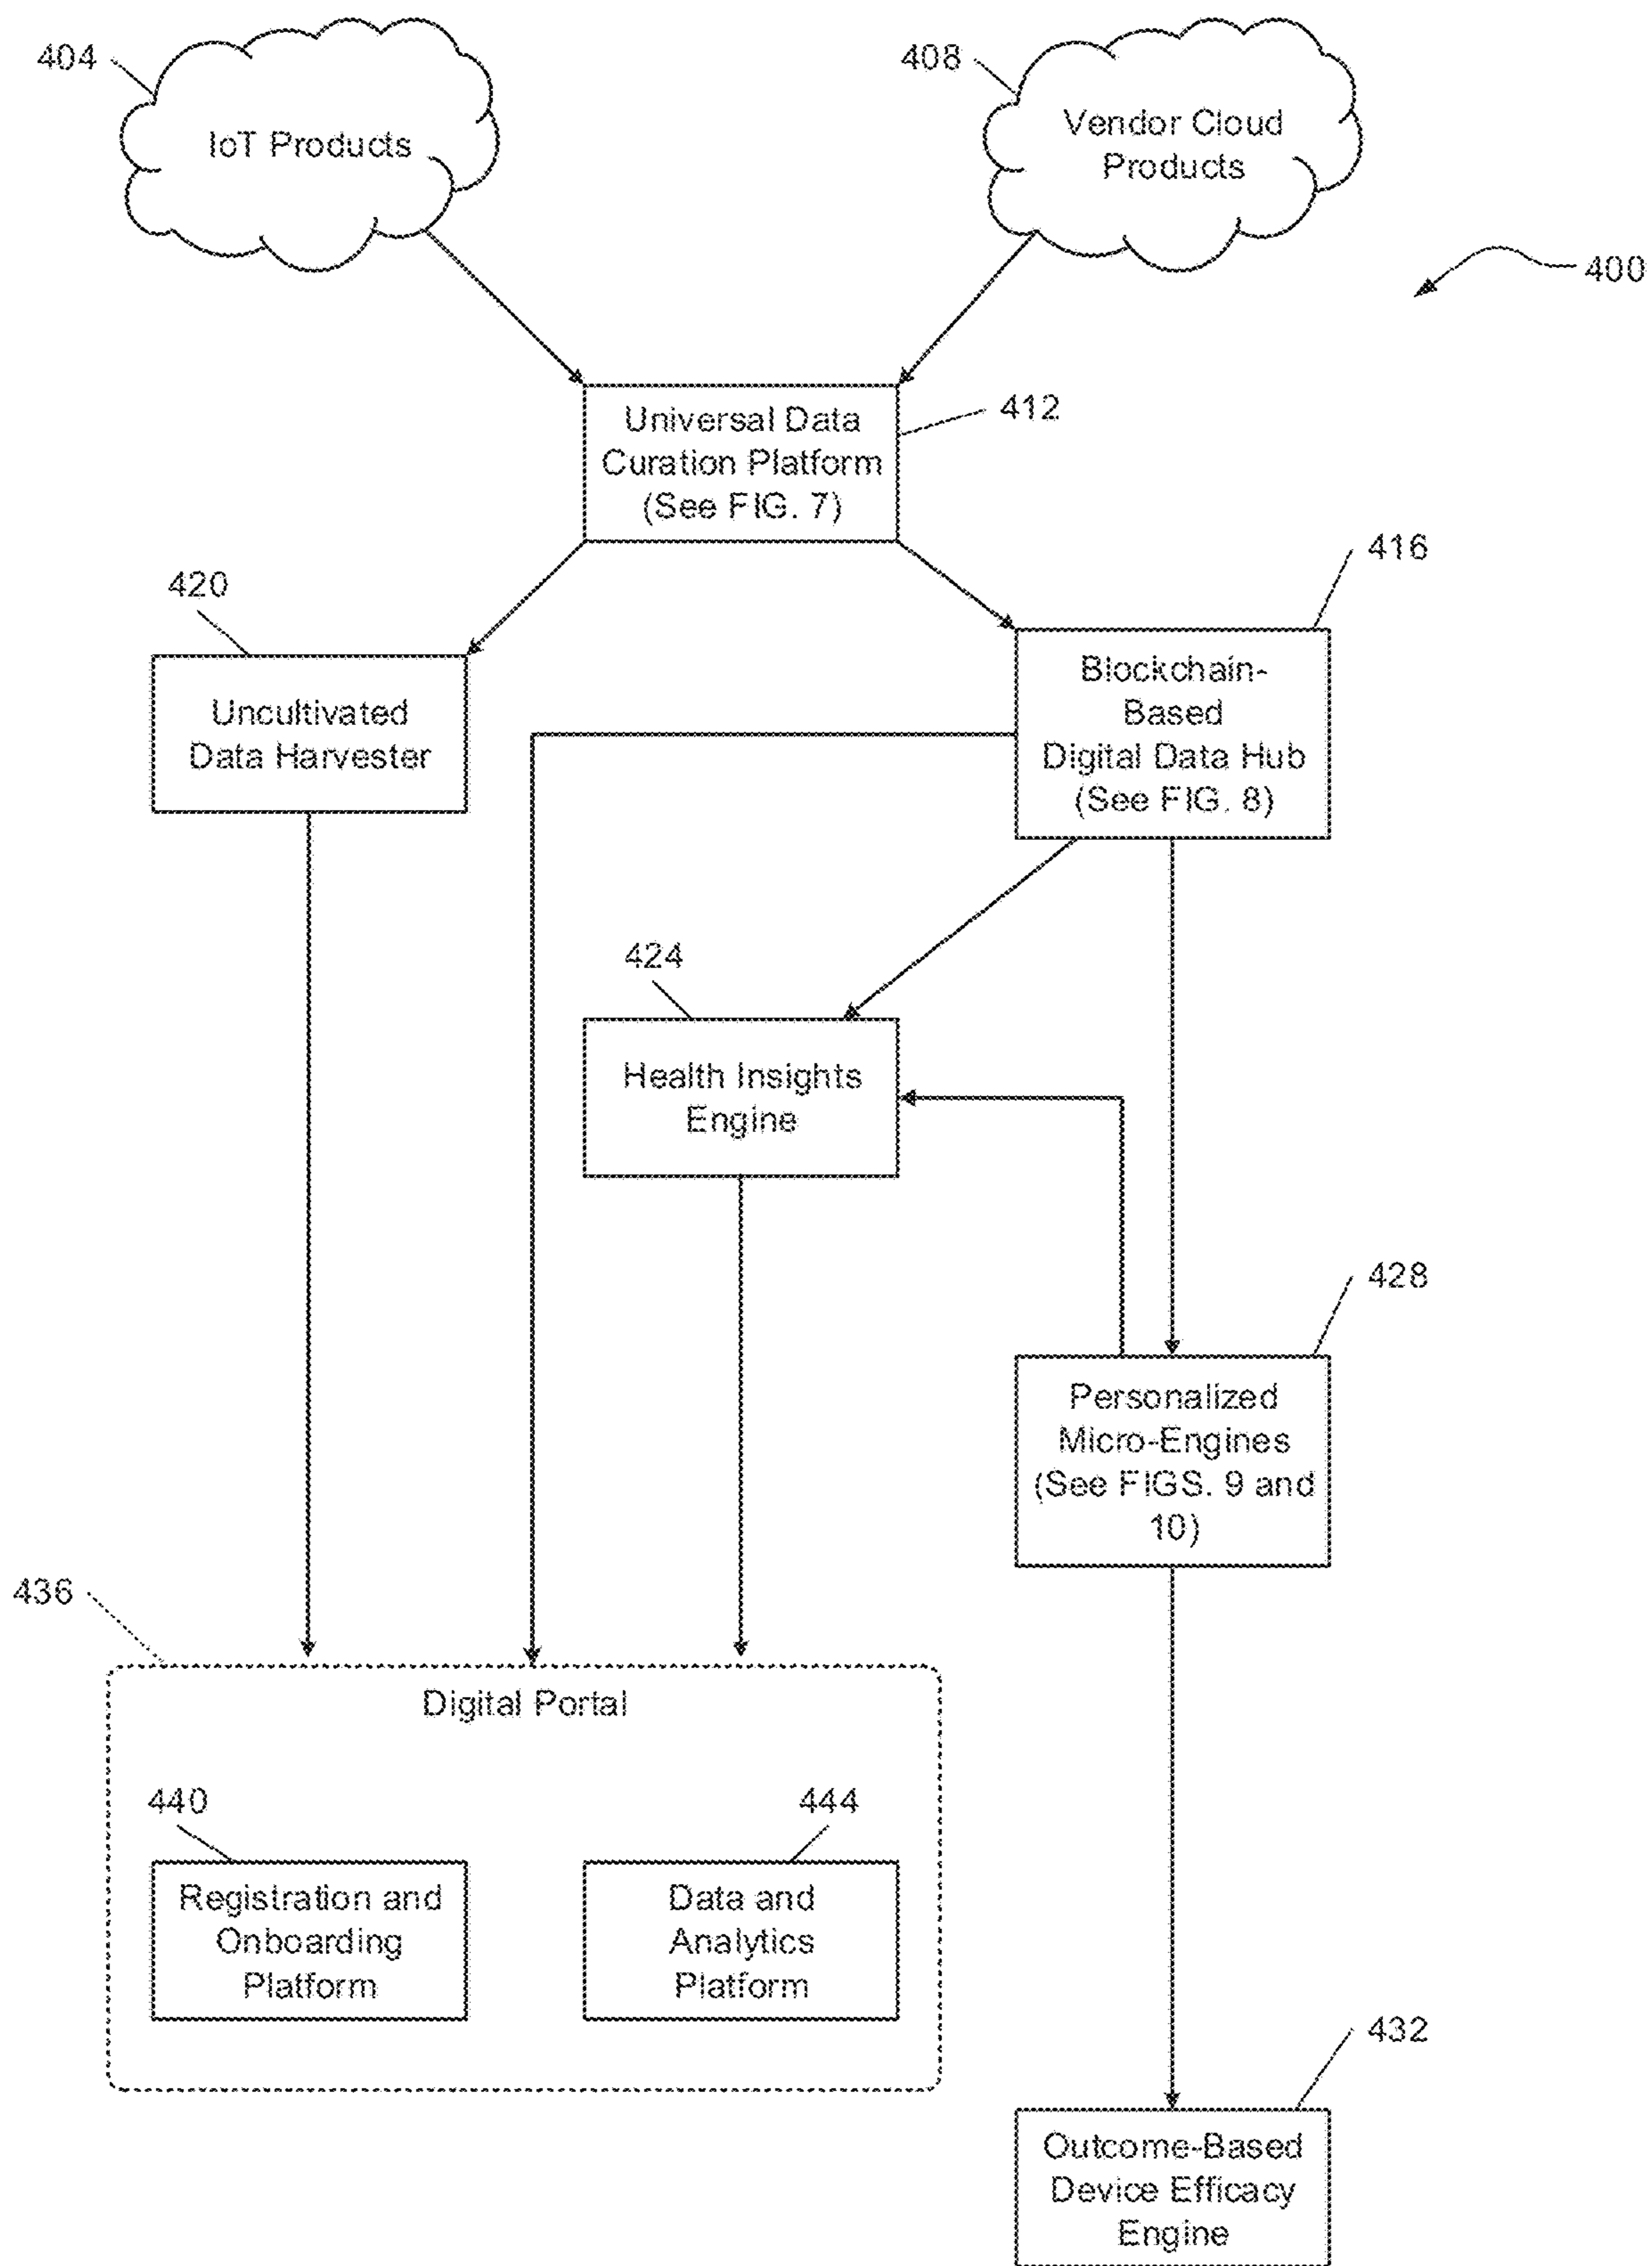 404
IoT Products
408
Vendor Cloud
Products
400
Universal Data
Curation Platform
(See FIG. 7)
412
416
420
Uncultivated
Data Harvester
Blockchain-
Based
Digital Data Hub
(See FIG. 8)
424
Health Insights
Engine
428
Personalized
Micro-Engines
(See FIGS. 9 and
10)
436
Digital Portal
440
444
Registration and
Onboarding
Platform
Data and
Analytics
Platform
432
Outcome-Based
Device Efficacy
Engine